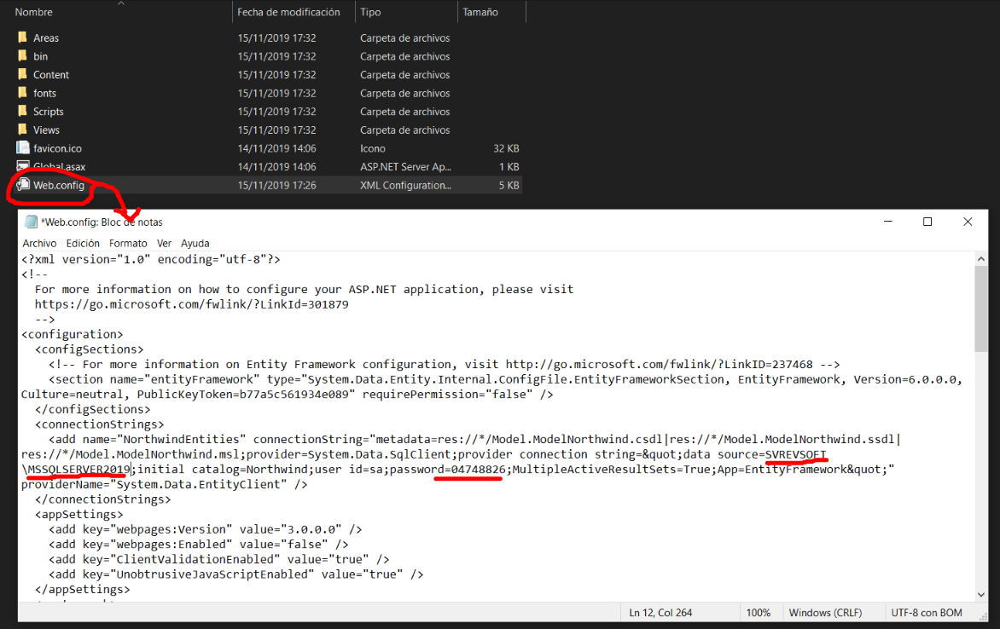 Nombre Fecha de modificación Tipo Tamaño
Areas 15/11/2019 17:32 Carpeta de archivos
bin 15/11/2019 17:32 Carpeta de archivos
Content 15/11/2019 17:32 Carpeta de archivos
fonts 15/11/2019 17:32 Carpeta de archivos
Scripts 15/11/2019 17:32 Carpeta de archivos
Views 15/11/2019 17:32 Carpeta de archivos
favicon.ico 14/11/2019 14:06 Icono 32 KB
Global.asax 14/11/2019 14:06 ASP.NET Server Ap... 1 KB
Web.config 15/11/2019 17:26 XML Configuration... 5 KB
*Web.config: Bloc de notas
Archivo Edición Formato Ver Ayuda
<?xml version="1.0" encoding="utf-8"?>
<!--
For more information on how to configure your ASP.NET application, please visit
https://go.microsoft.com/fwlink/?LinkId=301879
-->
<configuration>
<configSections>
<!-- For more information on Entity Framework configuration, visit http://go.microsoft.com/fwlink/?LinkID=237468 -->
<section name="entityFramework" type="System.Data.Entity.Internal.ConfigFile.EntityFrameworkSection, EntityFramework, Version=6.0.0.0,
Culture=neutral, PublicKeyToken=b77a5c561934e089" requirePermission="false" />
</configSections>
<connectionStrings>
<add name="NorthwindEntities" connectionString="metadata=res://*/Model.ModelNorthwind.csdl|res://*/Model.ModelNorthwind.ssdl|
res://*/Model.ModelNorthwind.msl;provider=System.Data.SqlClient;provider connection string=&quot;data source=SVREVSOFT
\MSSQLSERVER2019;initial catalog=Northwind;user id=sa;password=04748826;MultipleActiveResultSets=True;App=EntityFramework&quot;"
providerName="System.Data.EntityClient" />
</connectionStrings>
<appSettings>
<add key="webpages:Version" value="3.0.0.0" />
<add key="webpages:Enabled" value="false" />
<add key="ClientValidationEnabled" value="true" />
<add key="UnobtrusiveJavaScriptEnabled" value="true" />
</appSettings>
Ln 12, Col 264 100% Windows (CRLF) UTF-8 con BOM